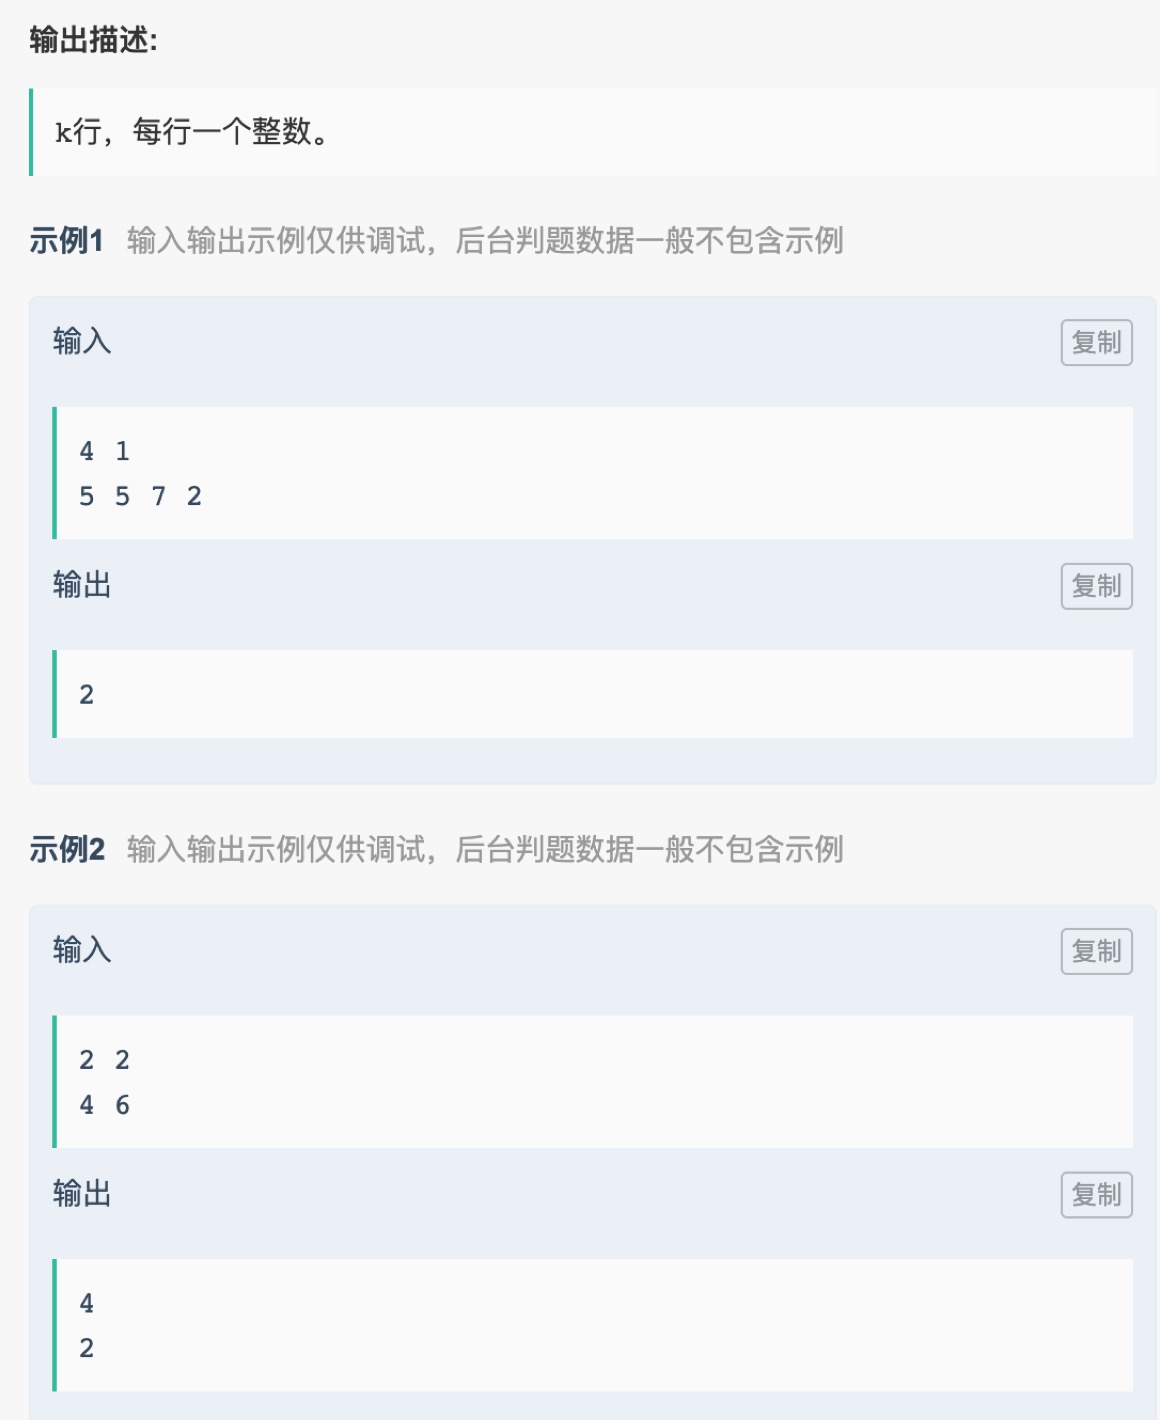 输出描述:
k行，每行一个整数。
示例1 输入输出示例仅供调试，后台判题数据一般不包含示例
输入 复制
4 1
5 5 7 2
输出 复制
2
示例2 输入输出示例仅供调试，后台判题数据一般不包含示例
输入 复制
2 2
4 6
输出 复制
4
2